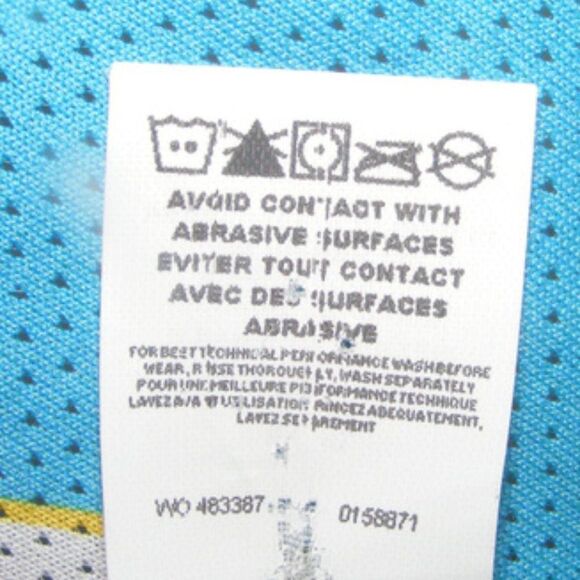 AVOID CONTACT WITH
ABRASIVE SURFACES
ÉVITER TOUT CONTACT
AVEC DES SURFACES
ABRASIVE
FOR BEST TECHNICAL PERFORMANCE WASH BEFORE
WEAR, RINSE THOROUGHLY, WASH SEPARATELY
POUR UNE MEILLEURE PERFORMANCE TECHNIQUE
LAVEZ AVANT UTILISATION RINCEZ ADEQUATEMENT,
LAVEZ SEPAREMENT
WO 483387 0158871